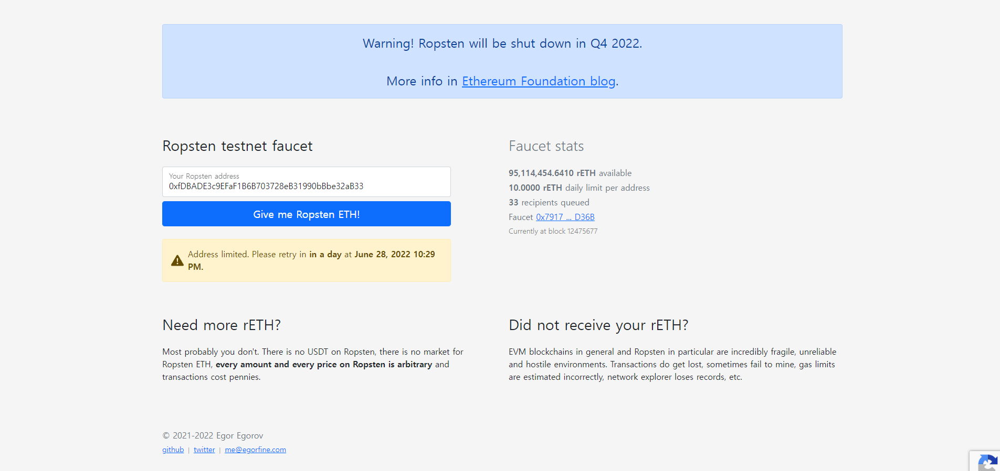 Warning! Ropsten will be shut down in Q4 2022.
More info in Ethereum Foundation blog.
Ropsten testnet faucet
Your Ropsten address
0xfDBADE3c9EFaF1B6B703728eB31990bBbe32aB33
Give me Ropsten ETH!
Address limited. Please retry in in a day at June 28, 2022 10:29
PM.
Faucet stats
95,114,454.6410 rETH available
10.0000 rETH daily limit per address
33 recipients queued
Faucet 0x7917 ... D36B
Currently at block 12475677
Need more rETH?
Most probably you don't. There is no USDT on Ropsten, there is no market for
Ropsten ETH, every amount and every price on Ropsten is arbitrary and
transactions cost pennies.
Did not receive your rETH?
EVM blockchains in general and Ropsten in particular are incredibly fragile, unreliable
and hostile environments. Transactions do get lost, sometimes fail to mine, gas limits
are estimated incorrectly, network explorer loses records, etc.
© 2021-2022 Egor Egorov
github | twitter | me@egorfine.com